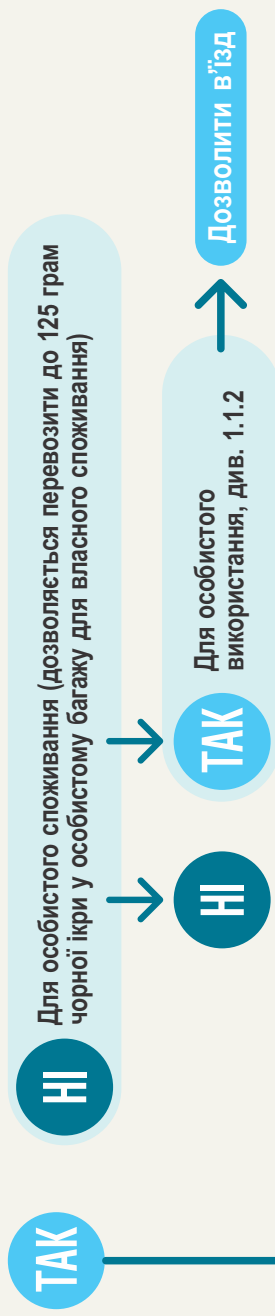 ТАК
НІ
Для особистого споживання (дозволяється перевозити до 125 грам
чорної ікри у особистому багажу для власного споживання)
НІ
ТАК
Для особистого
використання, див. 1.1.2
Дозволити в’їзд